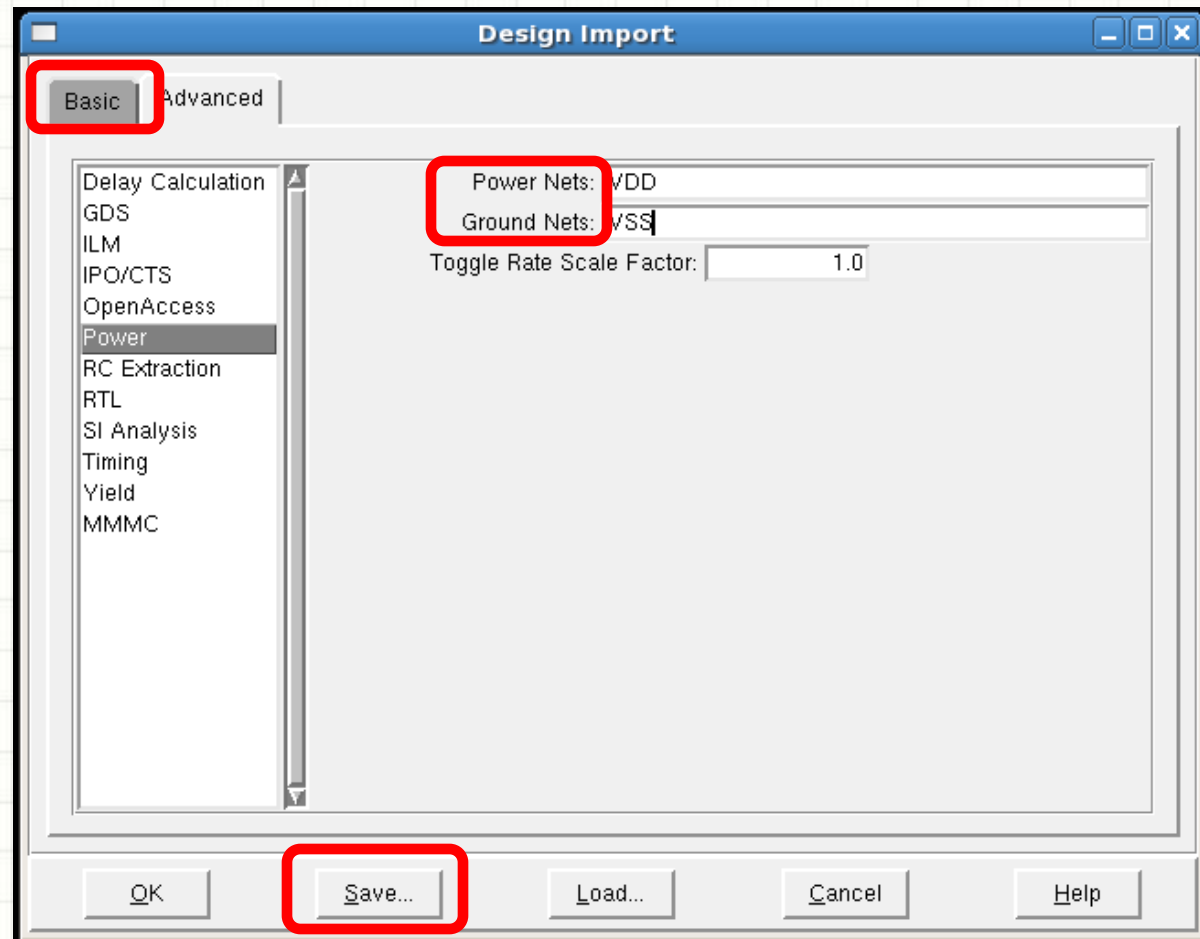 Design Import
Basic
Advanced
Delay Calculation
GDS
ILM
IPO/CTS
OpenAccess
Power
RC Extraction
RTL
SI Analysis
Timing
Yield
MMMC
Power Nets: VDD
Ground Nets: VSS
Toggle Rate Scale Factor: 1.0
OK
Save...
Load...
Cancel
Help